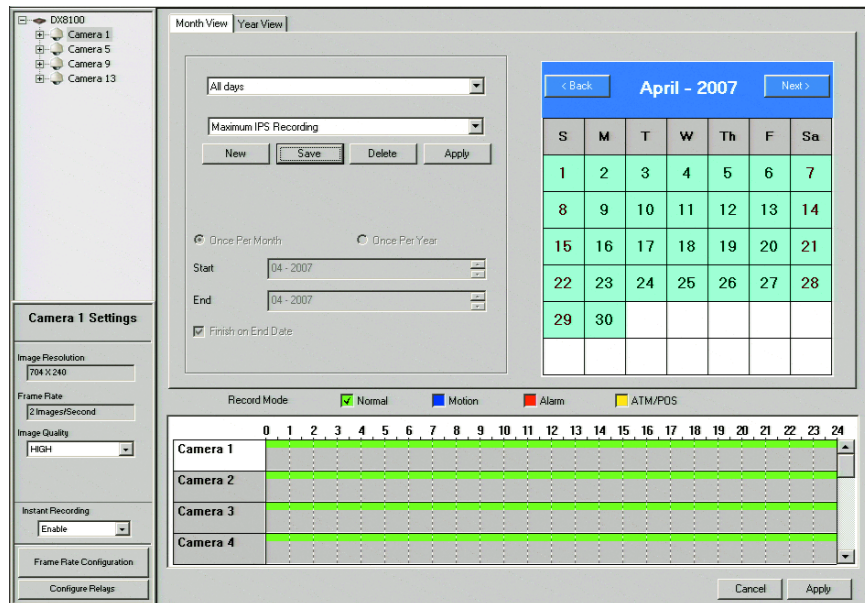 DX8100
Camera 1
Camera 5
Camera 9
Camera 13
Camera 1 Settings
Image Resolution
704 X 240
Frame Rate
2 Images/Second
Image Quality
HIGH
Instant Recording
Enable
Frame Rate Configuration
Configure Relays
Month View Year View
All days
Maximum IPS Recording
New Save Delete Apply
Once Per Month Once Per Year
Start 04 - 2007
End 04 - 2007
Finish on End Date
< Back April - 2007 Next >
S M T W Th F Sa
1 2 3 4 5 6 7
8 9 10 11 12 13 14
15 16 17 18 19 20 21
22 23 24 25 26 27 28
29 30
Record Mode Normal Motion Alarm ATM/POS
0 1 2 3 4 5 6 7 8 9 10 11 12 13 14 15 16 17 18 19 20 21 22 23 24
Camera 1
Camera 2
Camera 3
Camera 4
Cancel Apply